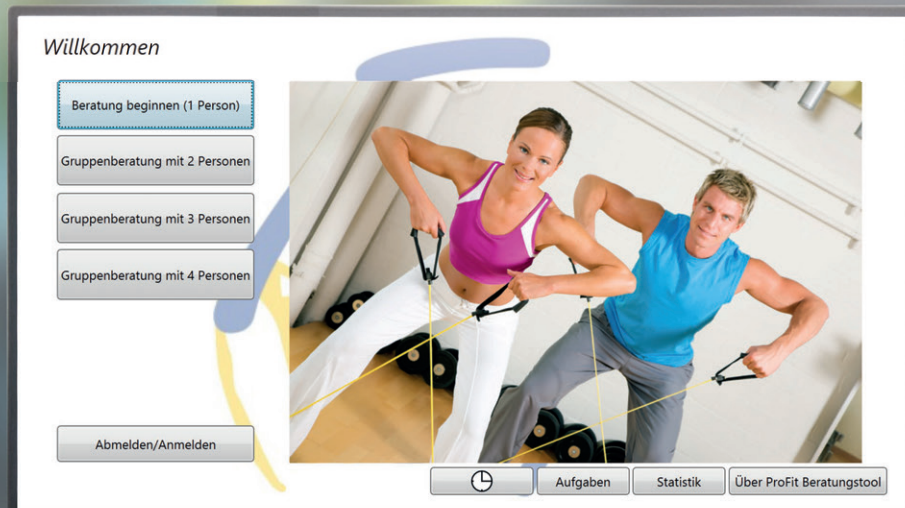 Willkommen
Beratung beginnen (1 Person)
Gruppenberatung mit 2 Personen
Gruppenberatung mit 3 Personen
Gruppenberatung mit 4 Personen
Abmelden/Anmelden
Aufgaben
Statistik
Über ProFit Beratungstool